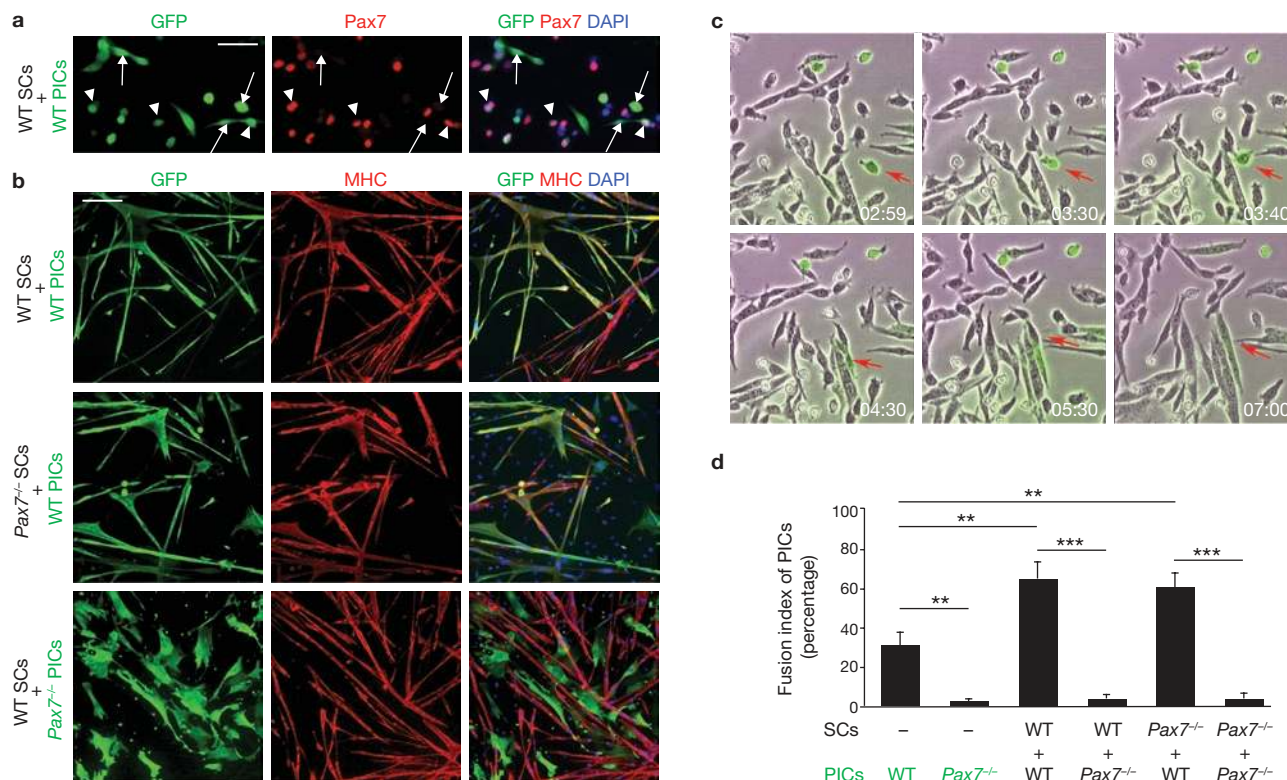 a
GFP
Pax7
GFP Pax7 DAPI
WT SCs
+
WT PICs
b
GFP
MHC
GFP MHC DAPI
WT SCs
+
WT PICs
Pax7–/– SCs
+
WT PICs
WT SCs
+
Pax7–/– PICs
c
02:59
03:30
03:40
04:30
05:30
07:00
d
Fusion index of PICs
(percentage)
100
80
60
40
20
0
**
**
**
***
***
SCs – – WT WT Pax7–/– Pax7–/–
+ + + +
PICs WT Pax7–/– WT Pax7–/– WT Pax7–/–